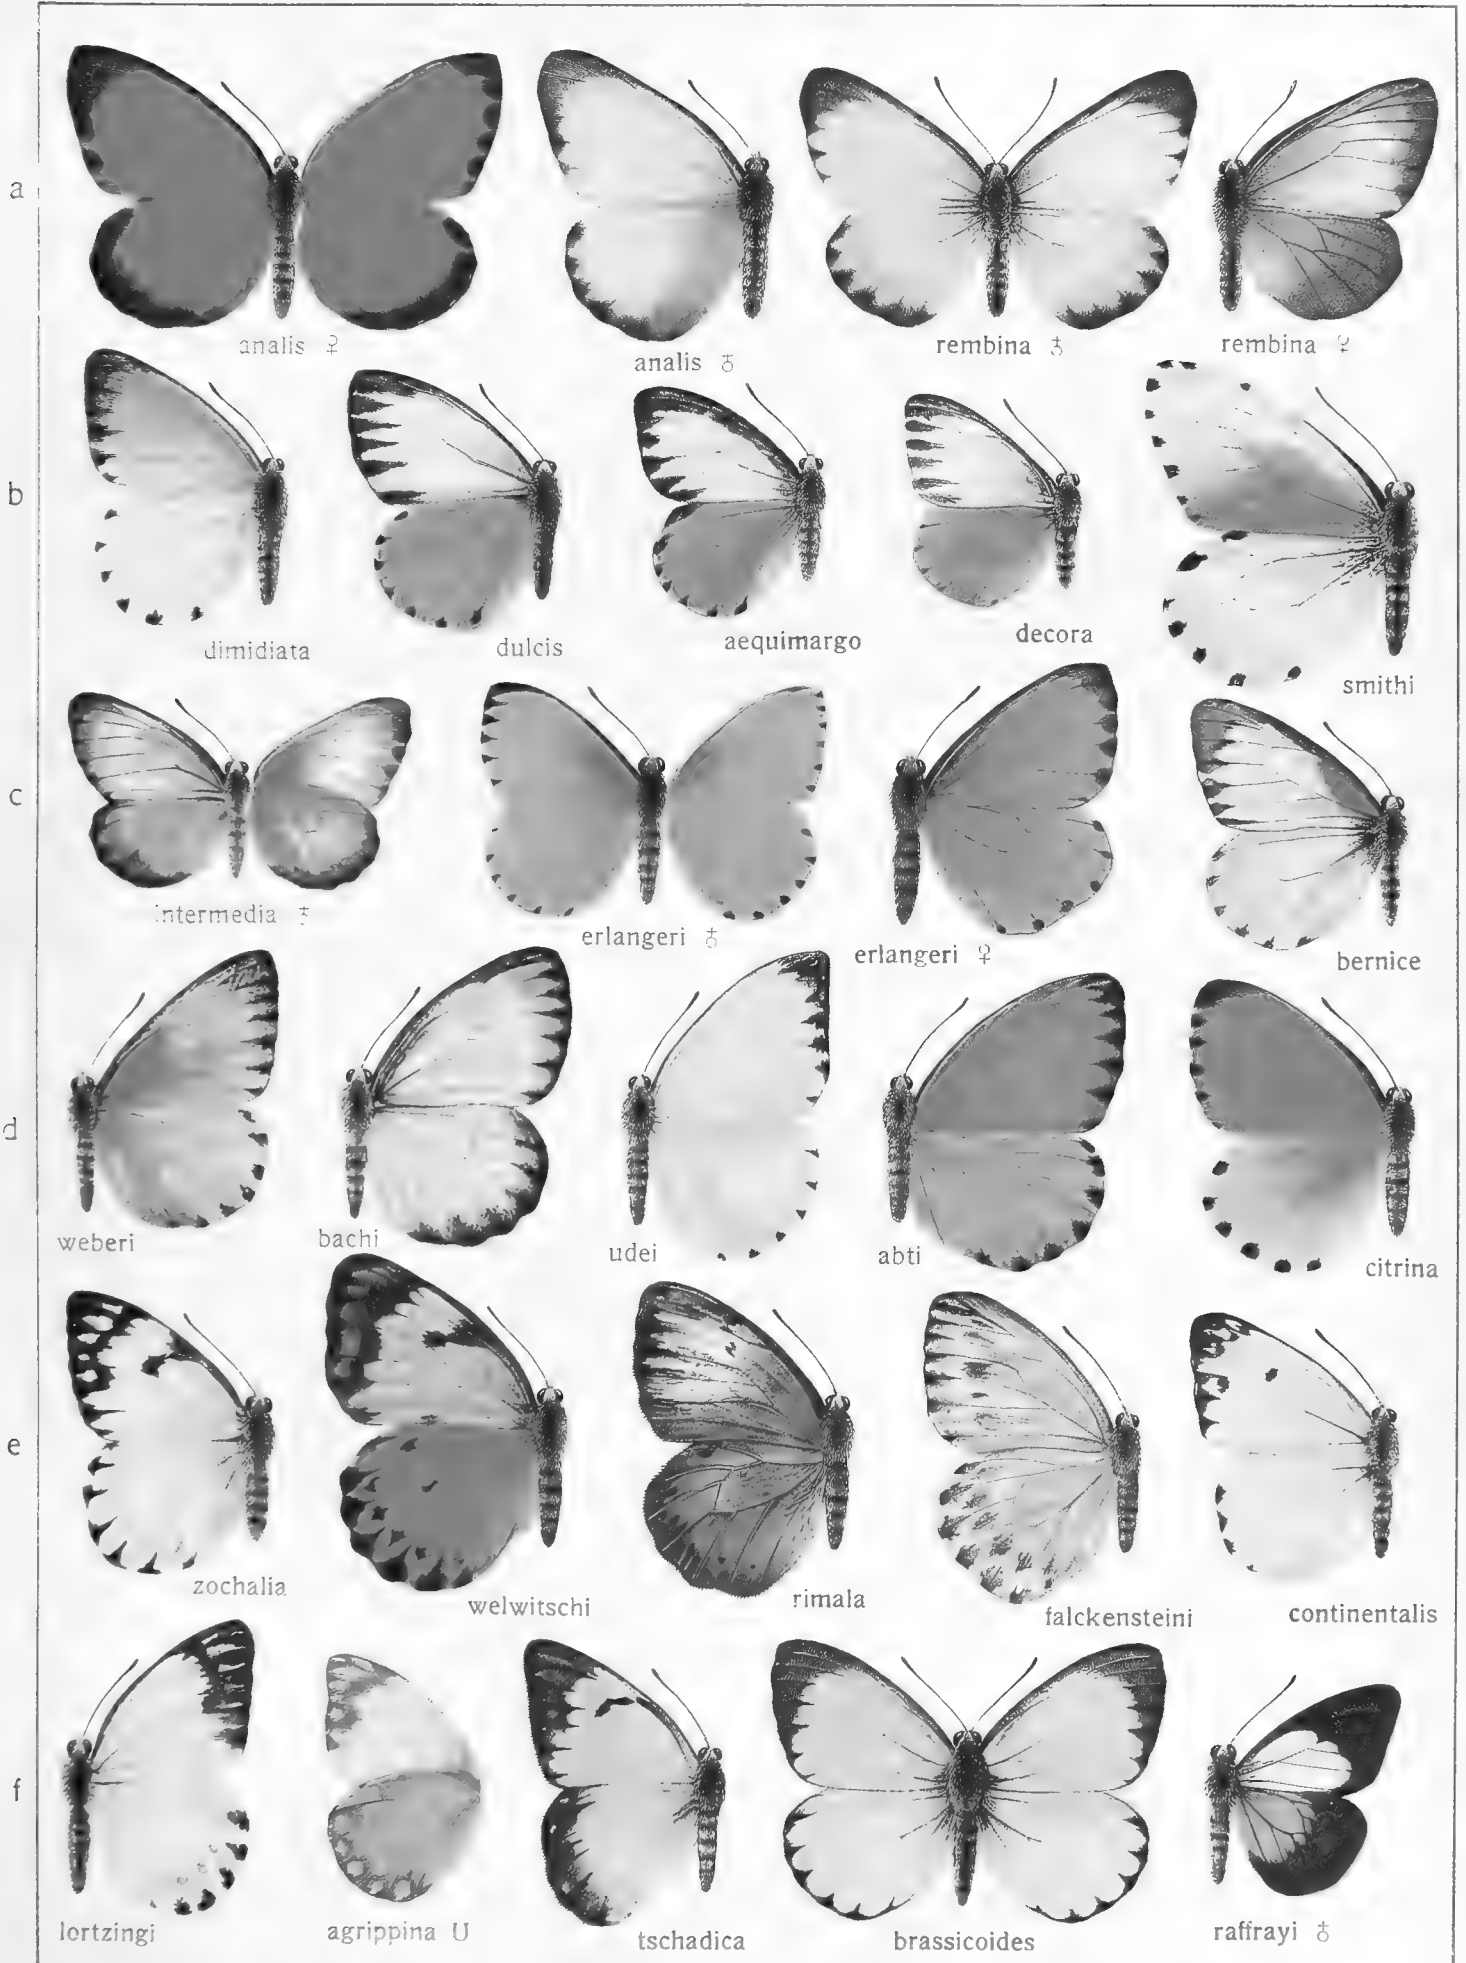 a
analis ♀
analis ♂
rembina ♂
rembina ♀
b
dimidiata
dulcis
aequimargo
decora
smithi
c
intermedia ♂
erlangeri ♂
erlangeri ♀
bernice
d
weberi
bachi
udei
abti
citrina
e
zochalia
welwitschi
rimala
falckensteini
continentalis
f
lortzingi
agrippina U
tschadica
brassicoides
raffrayi ♂